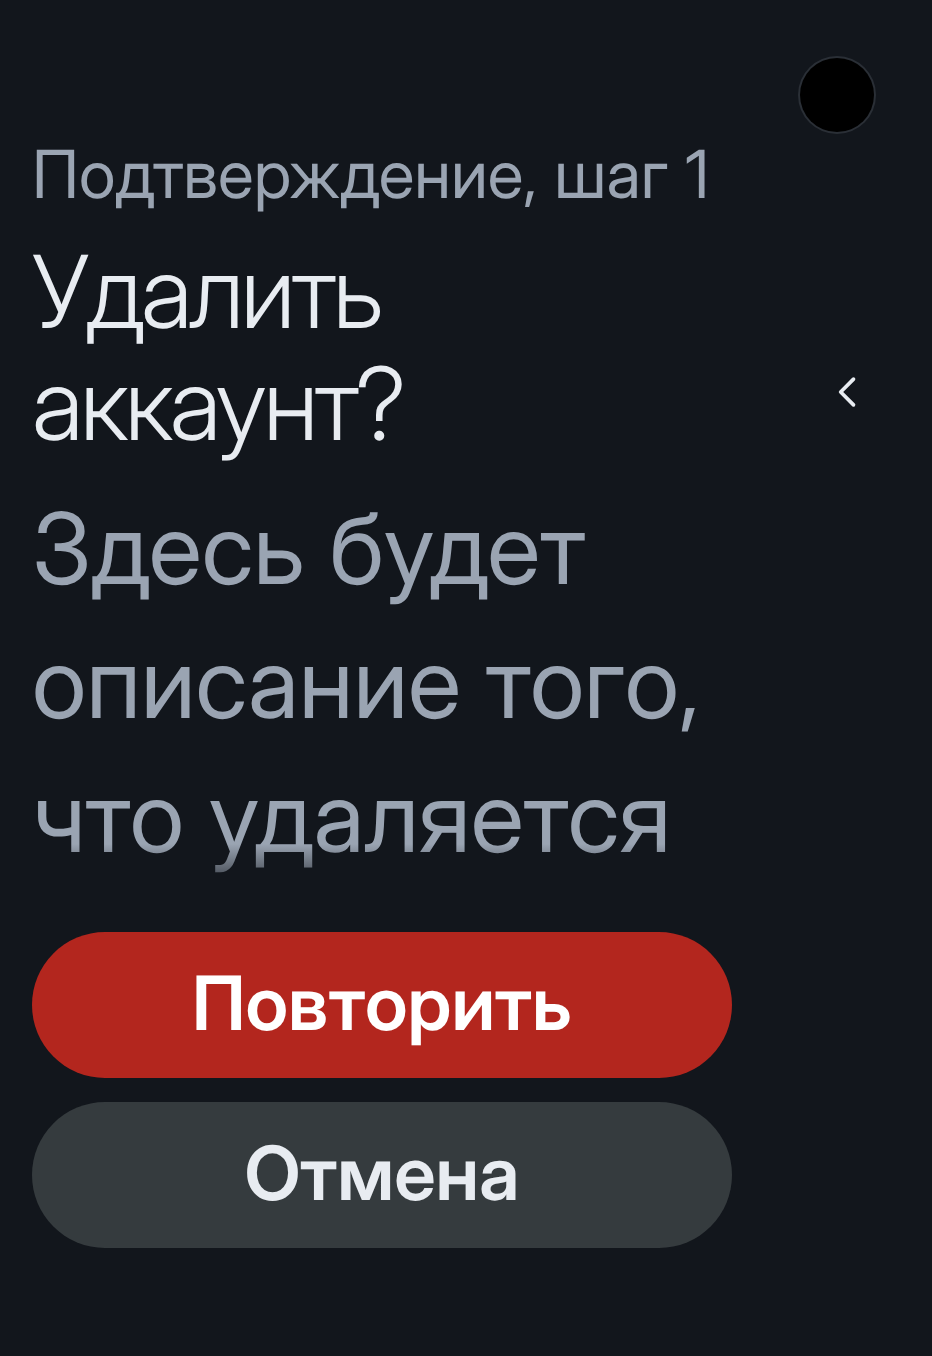 Подтверждение, шаг 1
Удалить
аккаунт?
Здесь будет
описание того,
что удаляется
Повторить
Отмена